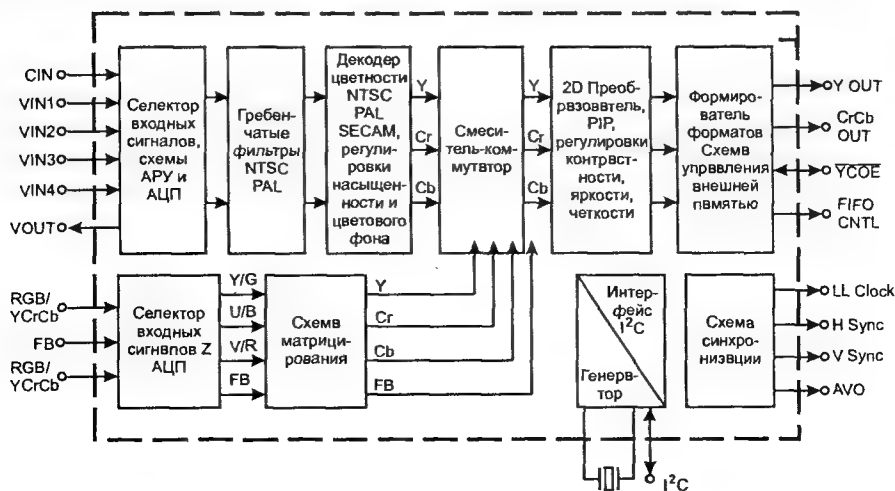 CIN
VIN1
VIN2
VIN3
VIN4
VOUT
Селектор
входных
сигналов,
схемы
АРУ и
АЦП
Гребен-
чатые
фильтры
NTSC
PAL
Декодер
цветности
NTSC
PAL
SECAM,
регули-
ровки
насыщен-
ности и
цветового
фона
Y
Cr
Cb
Смеси-
тель-ком-
мутвтор
Y
Cr
Cb
2D Преоб-
рвзоввтель,
PIP,
регулировки
контрвст-
ности,
яркости,
четкости
Формиро-
ватель
форматов
Схема
упрввления
внешней
пвмятью
Y OUT
CrCb
OUT
YCOE
FIFO
CNTL
RGB/
YCrCb
FB
RGB/
YCrCb
Селектор
входных
сигнвпов Z
АЦП
Y/G
U/B
V/R
FB
Схемв
матрици-
рования
Y
Cr
Cb
FB
Интер-
фейс
I²C
Генерв-
тор
I²C
Схема
синхро-
низвции
LL Clock
H Sync
V Sync
AVO